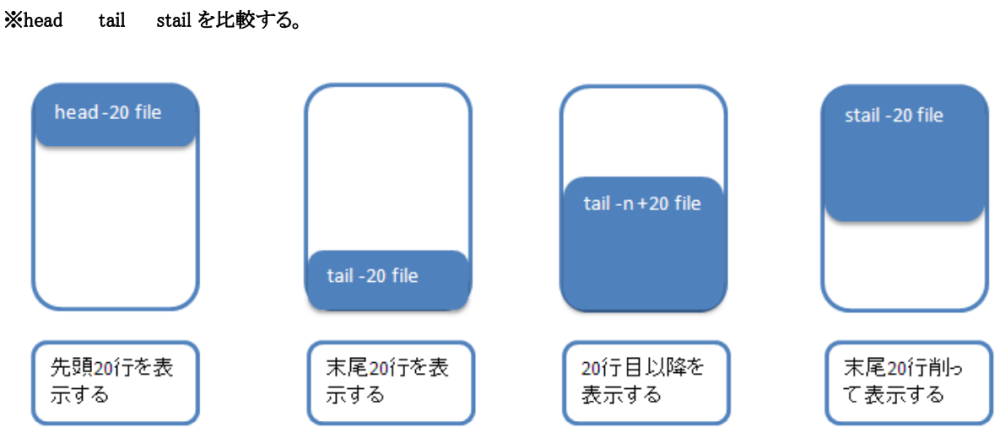 ※head tail stail を比較する。
head -20 file
tail -20 file
tail -n +20 file
stail -20 file
先頭20行を表
示する
末尾20行を表
示する
20行目以降を
表示する
末尾20行削っ
て表示する